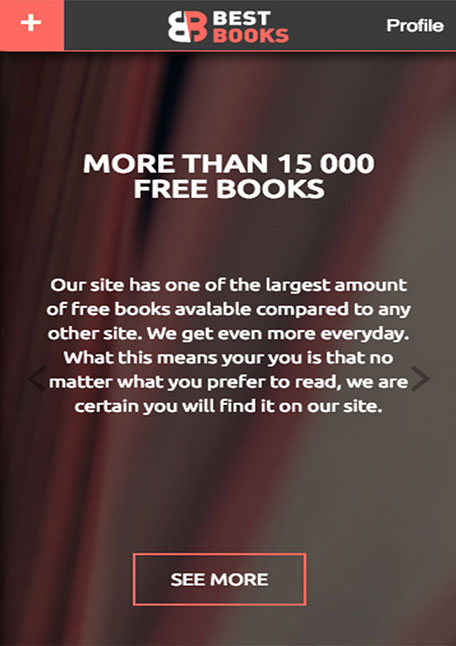 +
BEST
BOOKS
Profile
MORE THAN 15 000
FREE BOOKS
Our site has one of the largest amount
of free books avalable compared to any
other site. We get even more everyday.
What this means your you is that no
matter what you prefer to read, we are
certain you will find it on our site.
SEE MORE